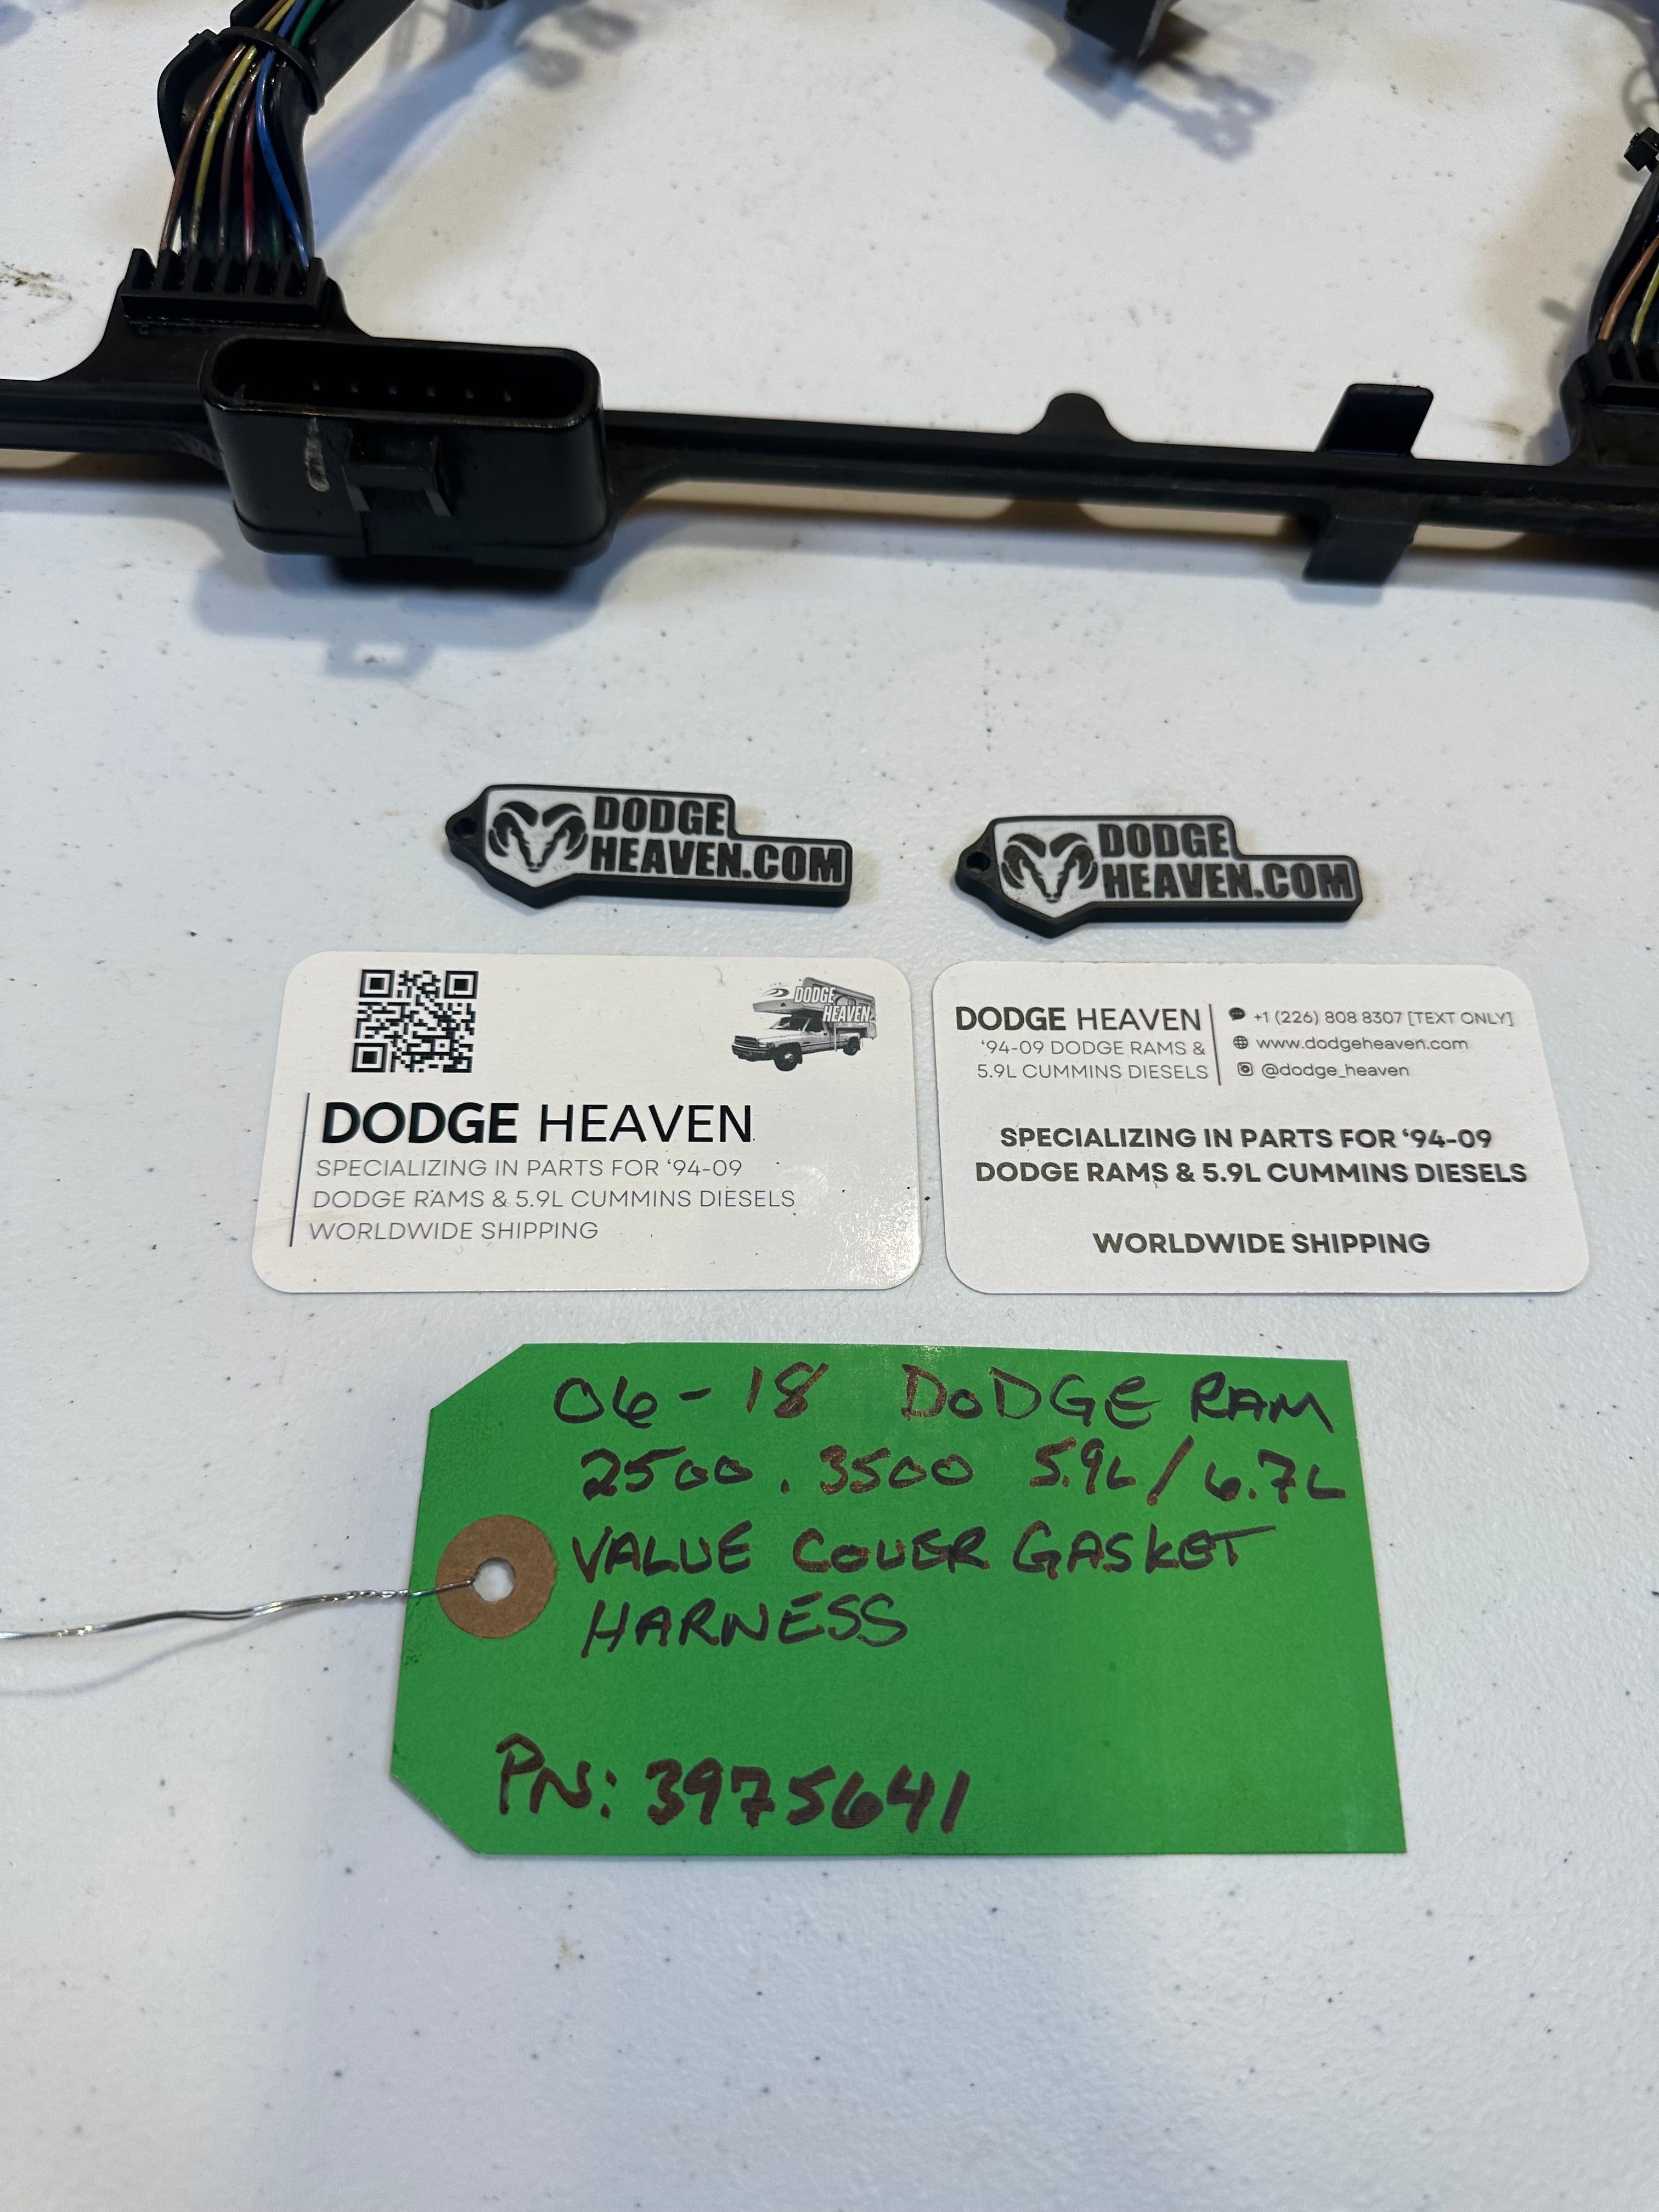 DODGE
HEAVEN.COM
DODGE
HEAVEN.COM
DODGE
HEAVEN
DODGE HEAVEN
SPECIALIZING IN PARTS FOR ‘94-09
DODGE RAMS & 5.9L CUMMINS DIESELS
WORLDWIDE SHIPPING
DODGE HEAVEN
‘94-09 DODGE RAMS &
5.9L CUMMINS DIESELS
+1 (226) 808 8307 [TEXT ONLY]
www.dodgeheaven.com
@dodge_heaven
SPECIALIZING IN PARTS FOR ‘94-09
DODGE RAMS & 5.9L CUMMINS DIESELS
WORLDWIDE SHIPPING
06-18 DODGE RAM
2500. 3500 5.9L/6.7L
VALUE COVER GASKET
HARNESS
PN: 3975641